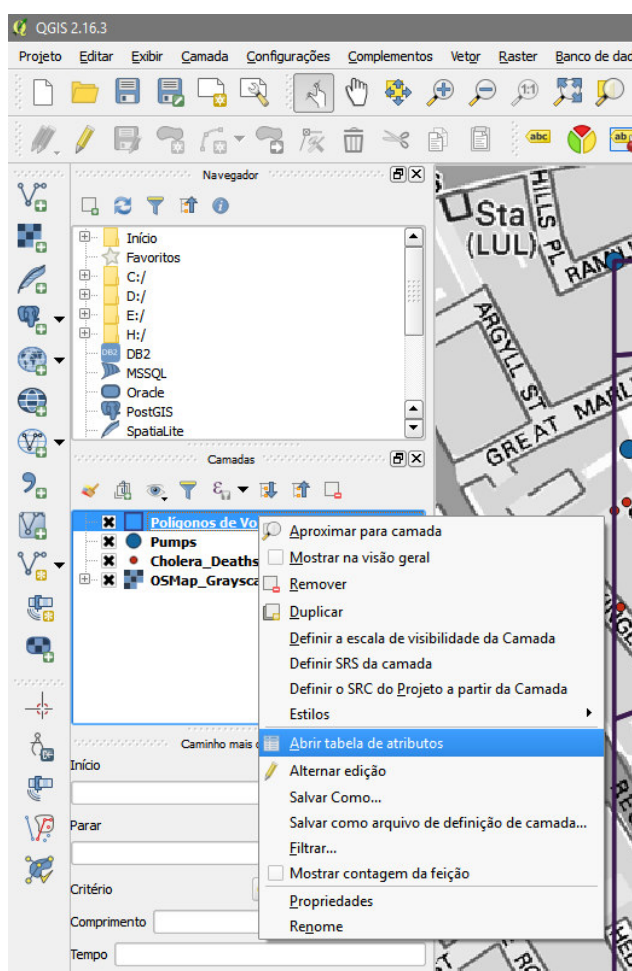 QGIS 2.16.3
Projeto Editar Exibir Camada Configurações Complementos Vetor Raster Banco de dad
1:1
abc ab
Navegador
Início
Favoritos
C:/
D:/
E:/
H:/
DB2 DB2
MSSQL
Oracle
PostGIS
SpatiaLite
Camadas
Polígonos de Vo
Pumps
Cholera_Deaths
OSMap_Graysca
Aproximar para camada
Mostrar na visão geral
Remover
Duplicar
Definir a escala de visibilidade da Camada
Definir SRS da camada
Definir o SRC do Projeto a partir da Camada
Estilos
Abrir tabela de atributos
Alternar edição
Salvar Como...
Salvar como arquivo de definição de camada...
Filtrar...
Mostrar contagem da feição
Propriedades
Renome
Caminho mais c
Início
Parar
Critério
Comprimento
Tempo
Sta
(LUL)
HILLS PL
ARGYLL ST
GREAT MARL